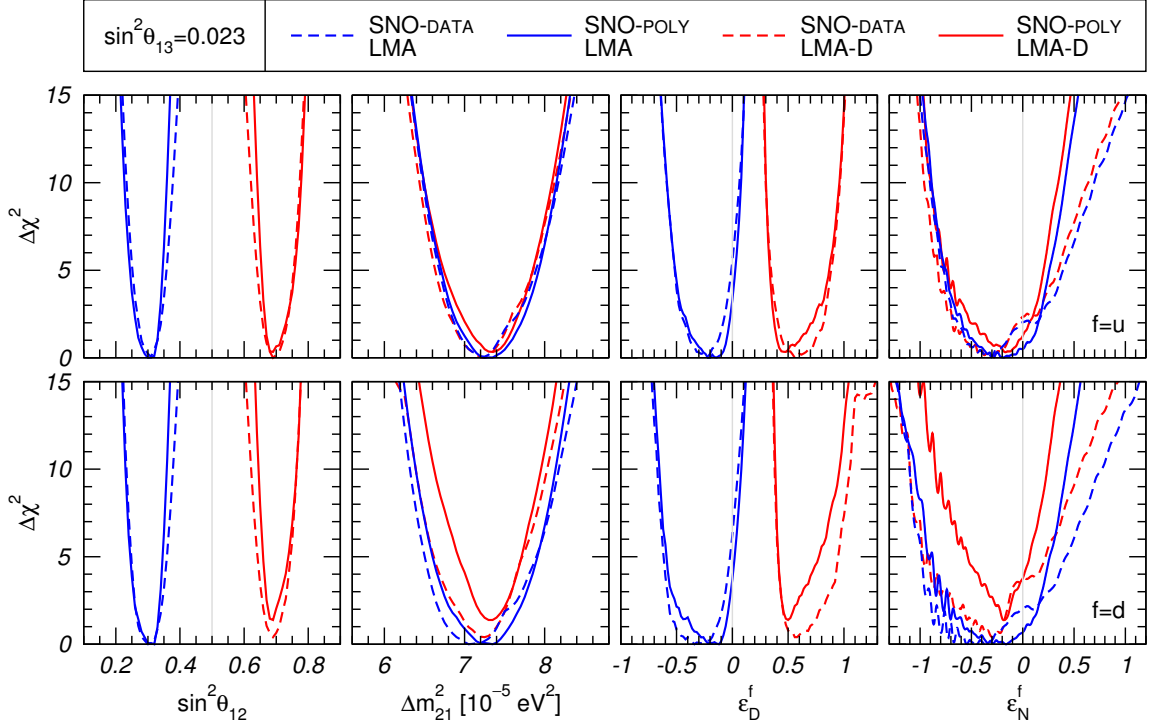 sin²θ₁₃=0.023
SNO-DATA SNO-POLY SNO-DATA SNO-POLY
LMA LMA LMA-D LMA-D
15
10
5
0
Δχ²
6 7 8
f=u
15
10
5
0
Δχ²
f=d
0.2 0.4 0.6 0.8 6 7 8 -1 -0.5 0 0.5 1 -1 -0.5 0 0.5 1
sin²θ₁₂ Δm²₂₁ [10⁻⁵ eV²] ε_D^f ε_N^f